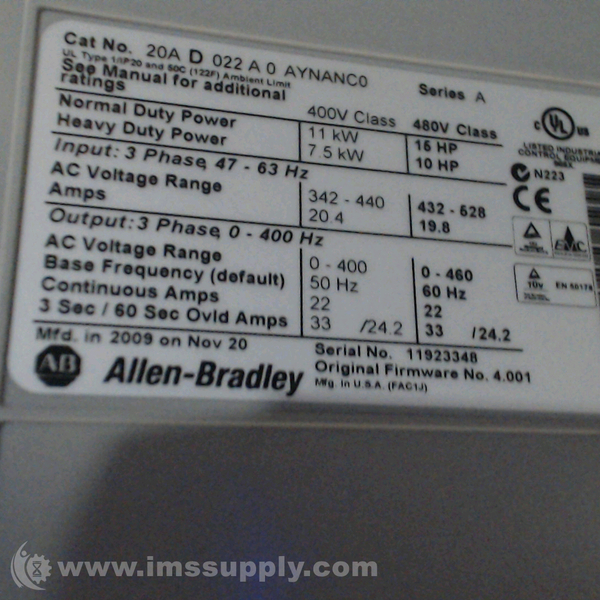 Cat No. 20A D 022 A 0 AYNANC0 Series A
UL Type 1/IP20 and 50C (122F) Ambient Limit
See Manual for additional
ratings 400V Class 480V Class
Normal Duty Power 11 kW 15 HP
Heavy Duty Power 7.5 kW 10 HP
Input: 3 Phase, 47 - 63 Hz
AC Voltage Range 342 - 440 432 - 528
Amps 20.4 19.8
Output: 3 Phase, 0 - 400 Hz
AC Voltage Range 0 - 400 0 - 460
Base Frequency (default) 50 Hz 60 Hz
Continuous Amps 22 22
3 Sec / 60 Sec Ovld Amps 33 /24.2 33 /24.2
Mfd. in 2009 on Nov 20
Serial No. 11923348
Original Firmware No. 4.001
Mfg. in U.S.A. (FAC1J)
AB Allen-Bradley
C UL US
LISTED INDUSTRIAL
CONTROL EQUIPMENT
N223
CE
EMC
TÜV
EN 50178
www.imssupply.com